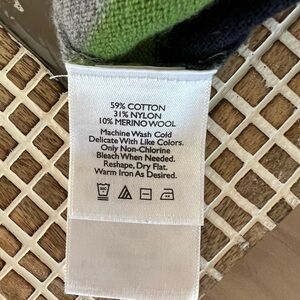 59% COTTON
31% NYLON
10% MERINO WOOL
Machine Wash Cold
Delicate With Like Colors.
Only Non-Chlorine
Bleach When Needed.
Reshape, Dry Flat.
Warm Iron As Desired.